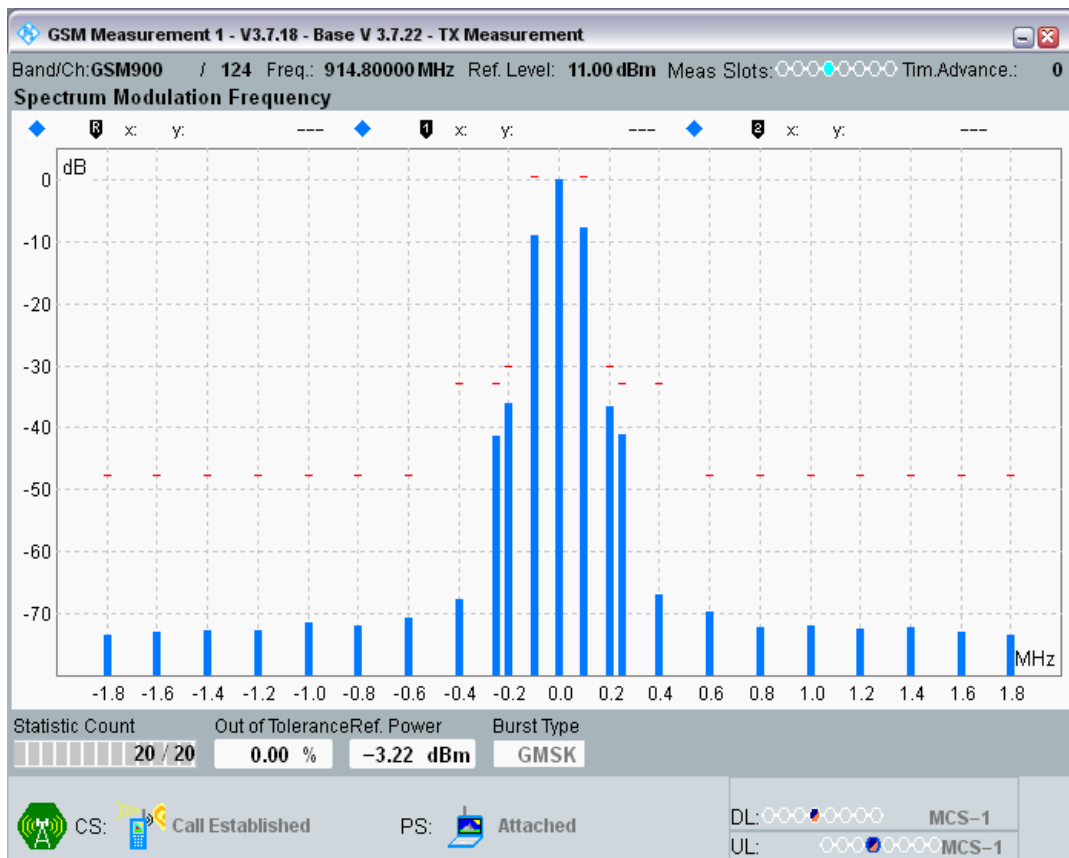 GSM Measurement 1 - V3.7.18 - Base V 3.7.22 - TX Measurement
Band/Ch:GSM900 / 124 Freq.: 914.80000 MHz Ref. Level: 11.00 dBm Meas Slots: Tim.Advance.: 0
Spectrum Modulation Frequency
R x: y: --- 1 x: y: --- 2 x: y: ---
dB
0
-10
-20
-30
-40
-50
-60
-70
MHz
-1.8 -1.6 -1.4 -1.2 -1.0 -0.8 -0.6 -0.4 -0.2 0.0 0.2 0.4 0.6 0.8 1.0 1.2 1.4 1.6 1.8
Statistic Count Out of Tolerance Ref. Power Burst Type
20 / 20 0.00 % −3.22 dBm GMSK
CS: Call Established PS: Attached
DL: MCS−1
UL: MCS−1